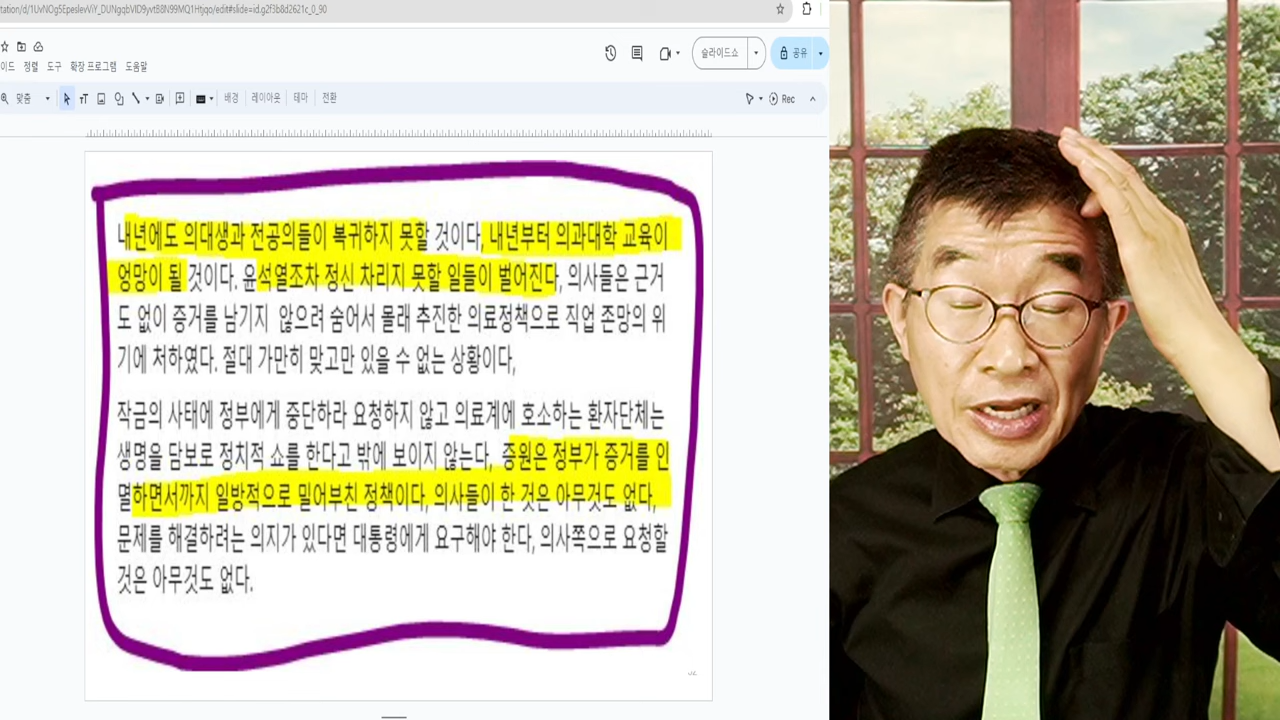 tation/d/1UvNOg5EpeslevViY_DUNgqbVID9yvtB8N99MQ1Htjqo/edit#slide=id.g2f3b8d2621c_0_90
이드 정렬 도구 확장 프로그램 도움말
슬라이드쇼
공유
맞춤
배경 레이아웃 테마 전환
Rec
내년에도 의대생과 전공의들이 복귀하지 못할 것이다, 내년부터 의과대학 교육이
엉망이 될 것이다. 윤석열조차 정신 차리지 못할 일들이 벌어진다, 의사들은 근거
도 없이 증거를 남기지 않으려 숨어서 몰래 추진한 의료정책으로 직업 존망의 위
기에 처하였다. 절대 가만히 맞고만 있을 수 없는 상황이다,
작금의 사태에 정부에게 중단하라 요청하지 않고 의료계에 호소하는 환자단체는
생명을 담보로 정치적 쇼를 한다고 밖에 보이지 않는다, 증원은 정부가 증거를 인
멸하면서까지 일방적으로 밀어부친 정책이다, 의사들이 한 것은 아무것도 없다,
문제를 해결하려는 의지가 있다면 대통령에게 요구해야 한다, 의사쪽으로 요청할
것은 아무것도 없다.